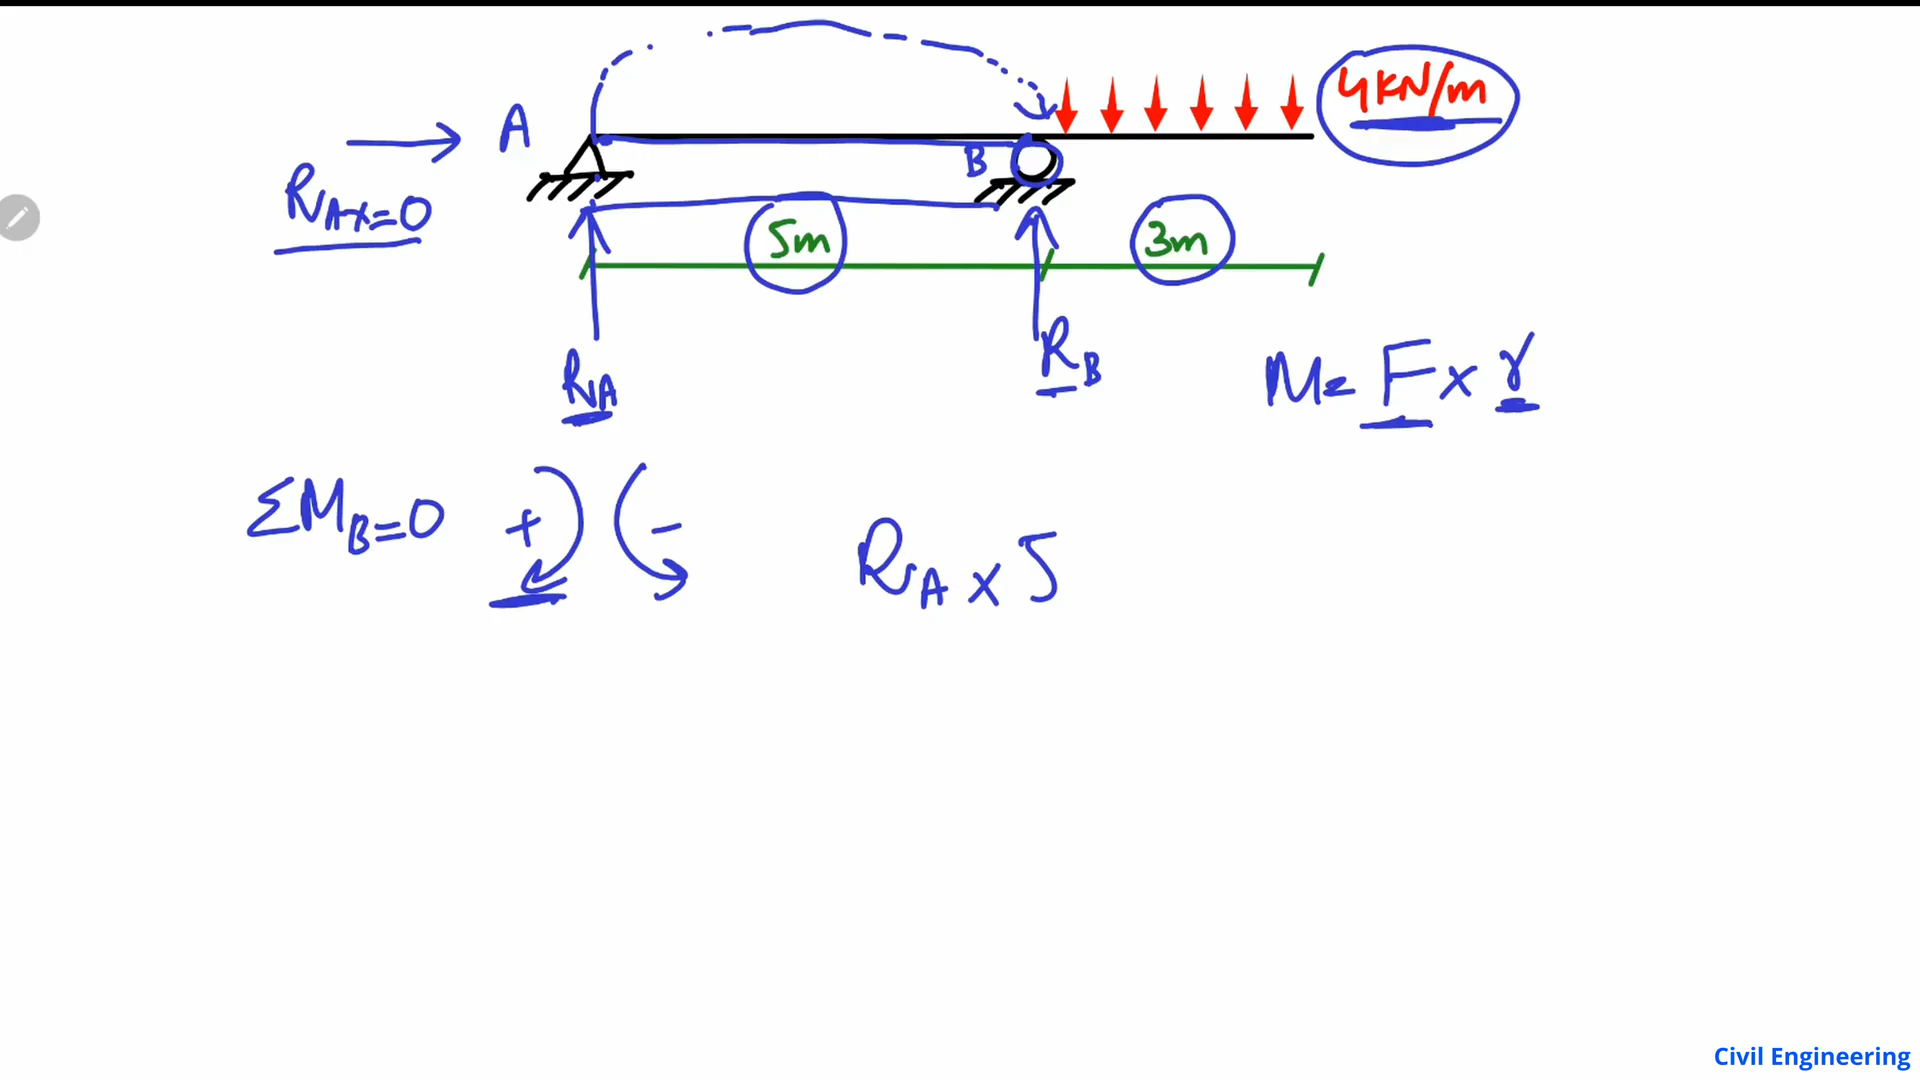 4KN/m
A
B
RAx=0
5m
3m
RA
RB
M= F x r
ΣMB=0 + -
RA x 5
Civil Engineering